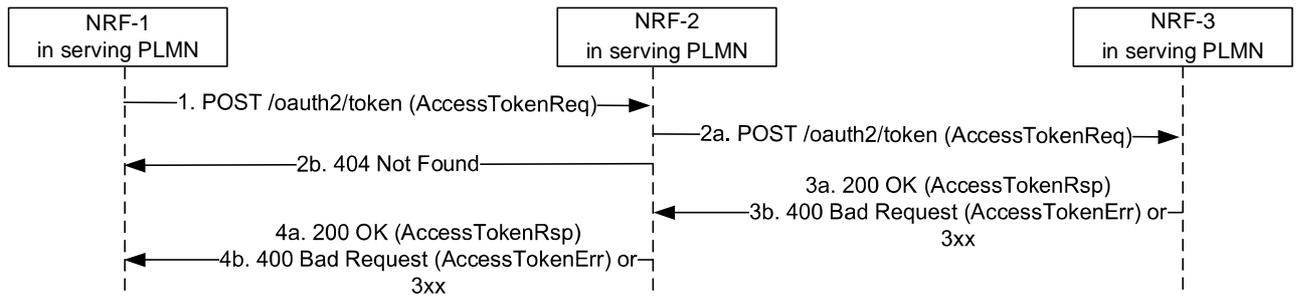 NRF-1
in serving PLMN
NRF-2
in serving PLMN
NRF-3
in serving PLMN
1. POST /oauth2/token (AccessTokenReq)
2a. POST /oauth2/token (AccessTokenReq)
2b. 404 Not Found
3a. 200 OK (AccessTokenRsp)
3b. 400 Bad Request (AccessTokenErr) or
3xx
4a. 200 OK (AccessTokenRsp)
4b. 400 Bad Request (AccessTokenErr) or
3xx